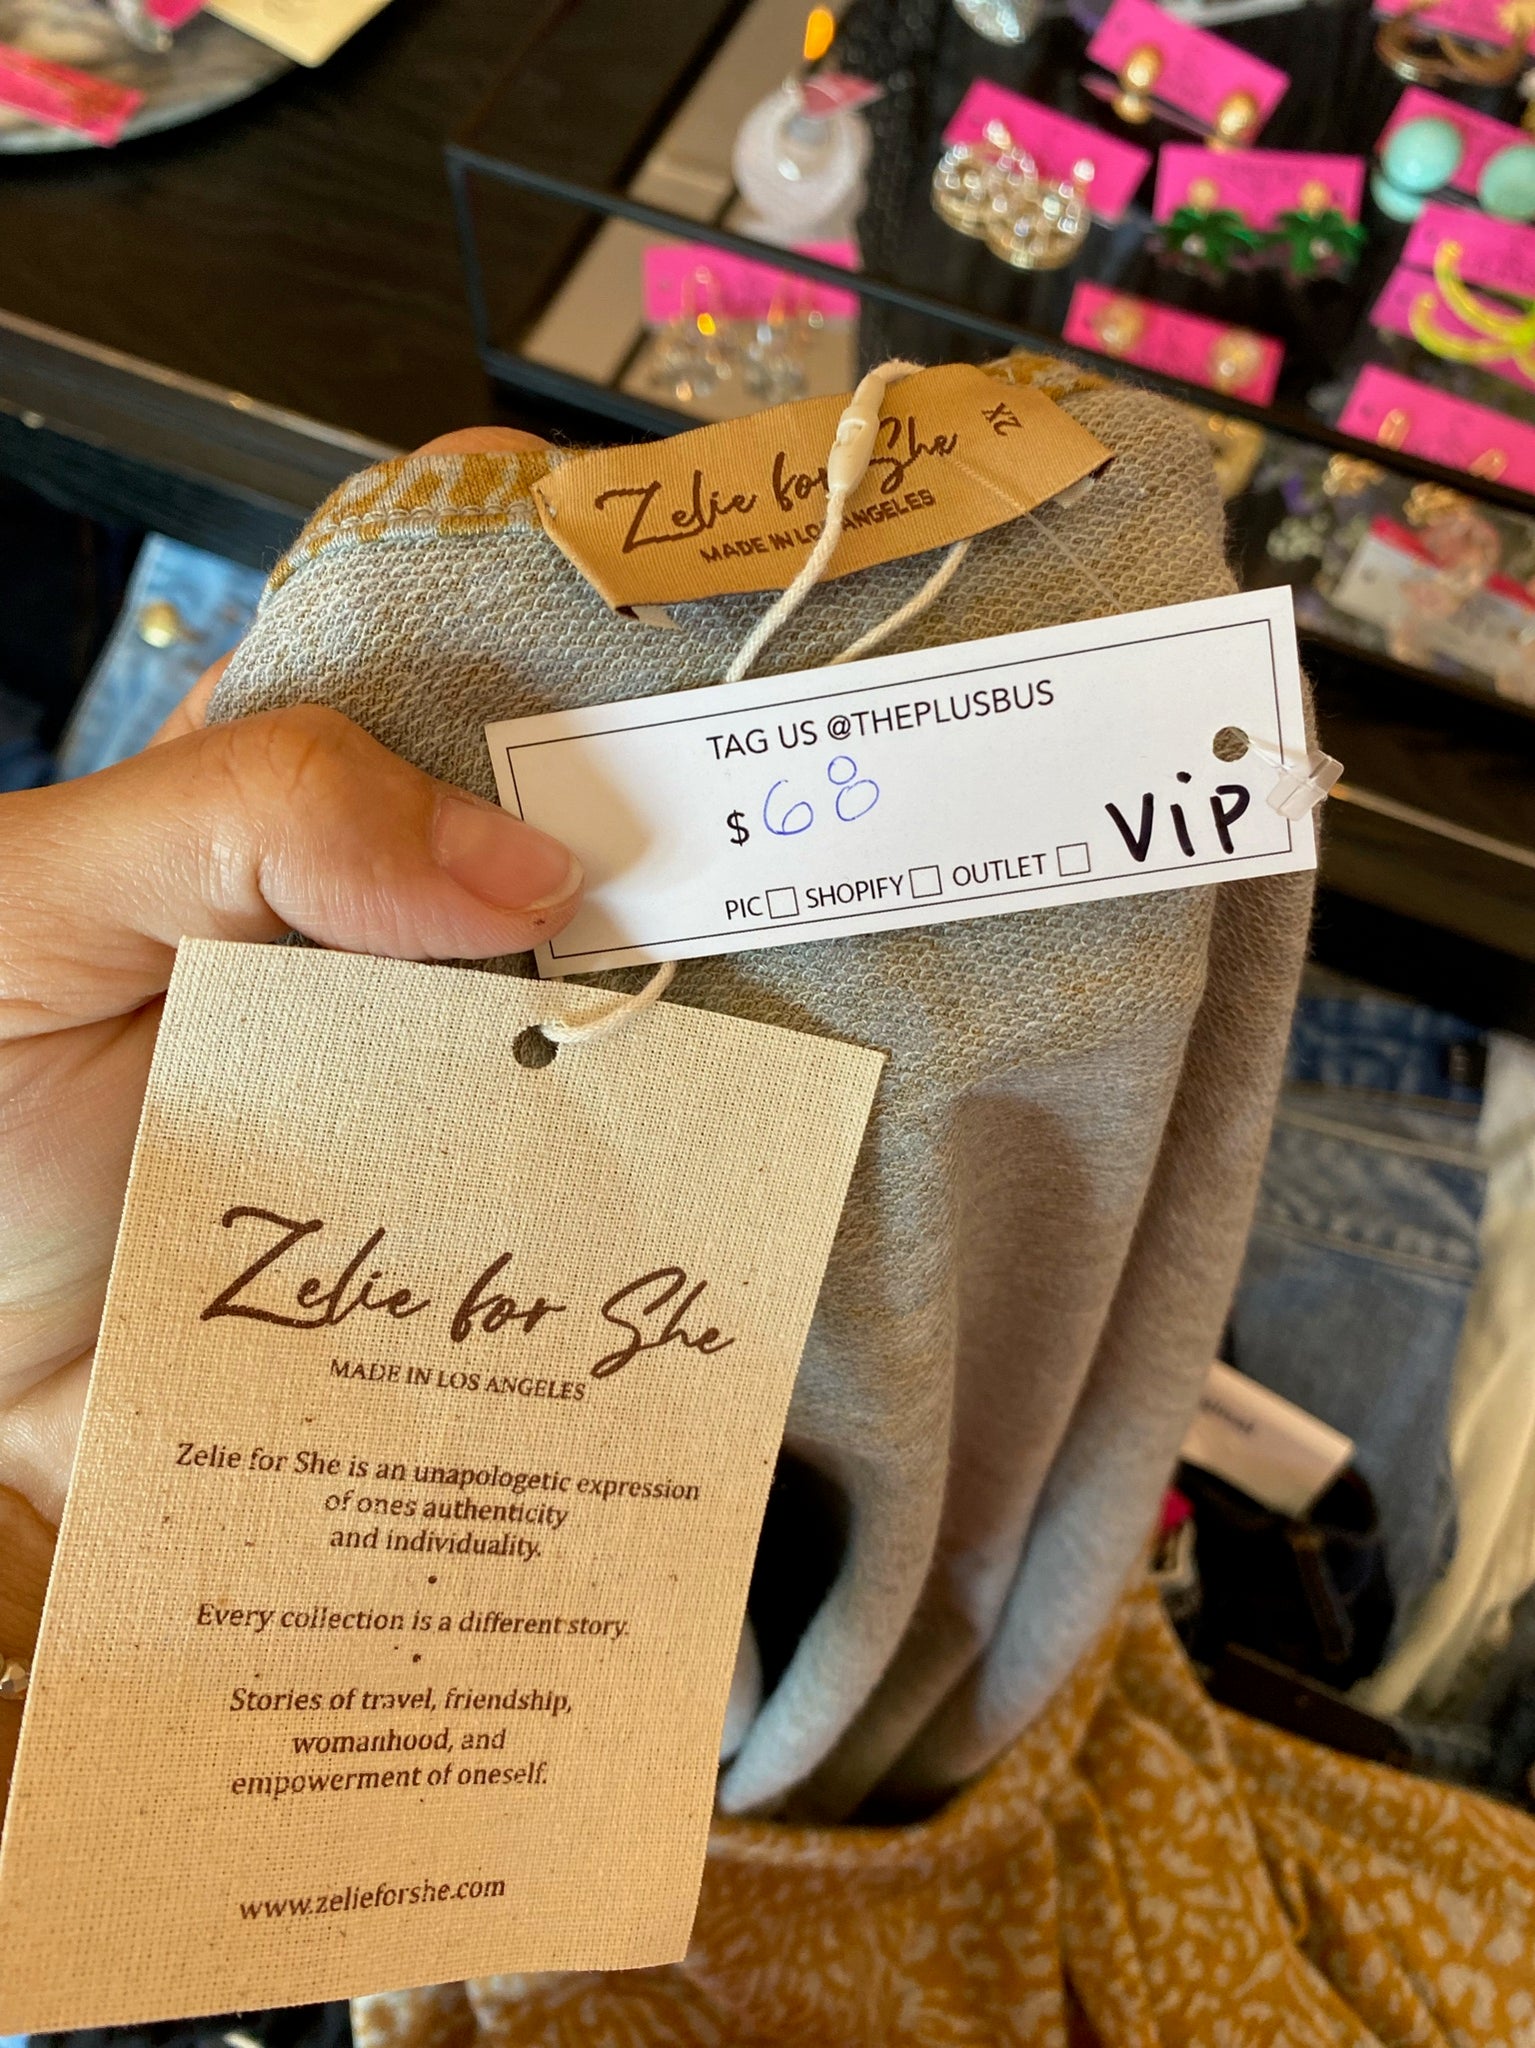 Zelie for She
2X
MADE IN LOS ANGELES
TAG US @THEPLUSBUS
$ 68
PIC SHOPIFY OUTLET
ViP
Zelie for She
MADE IN LOS ANGELES
Zelie for She is an unapologetic expression
of ones authenticity
and individuality.
•
Every collection is a different story.
•
Stories of travel, friendship,
womanhood, and
empowerment of oneself.
www.zelieforshe.com